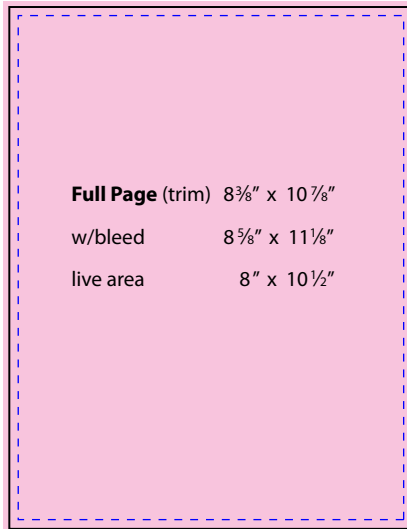 Full Page (trim) 8⅜" x 10⅞"
w/bleed 8⅝" x 11⅛"
live area 8" x 10½"